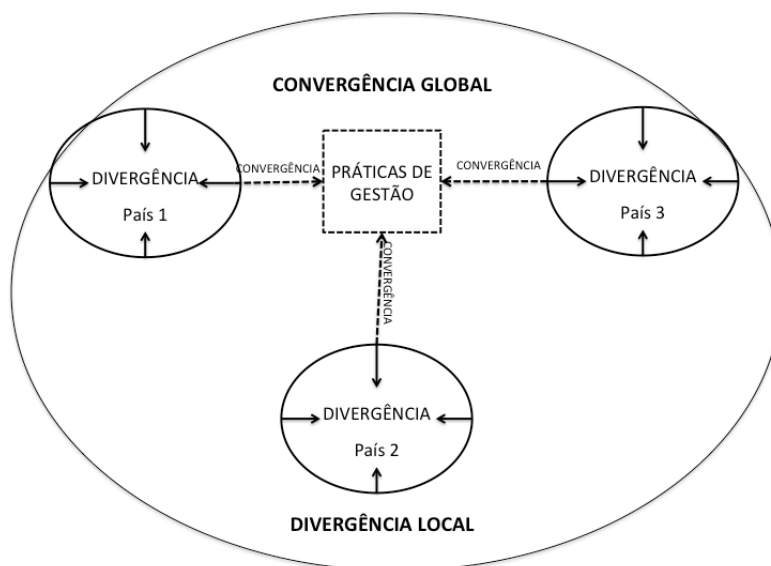 CONVERGÊNCIA GLOBAL
DIVERGÊNCIA
País 1
CONVERGÊNCIA
PRÁTICAS DE
GESTÃO
CONVERGÊNCIA
DIVERGÊNCIA
País 3
CONVERGÊNCIA
DIVERGÊNCIA
País 2
DIVERGÊNCIA LOCAL